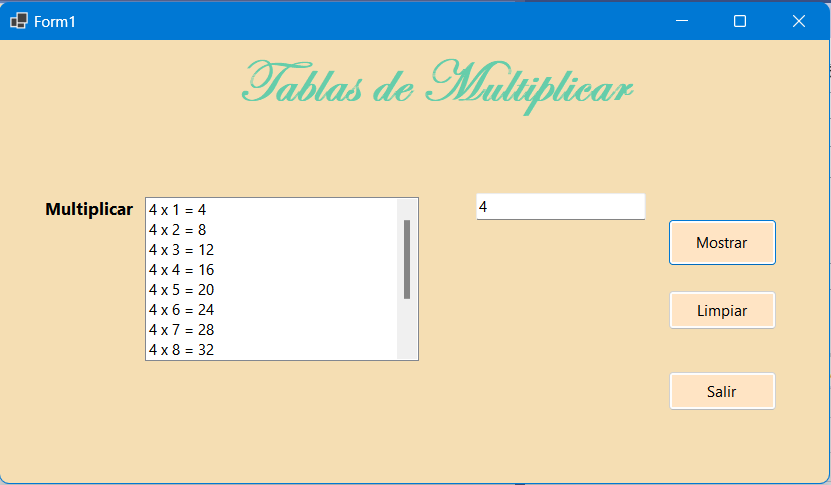 Form1
Tablas de Multiplicar
Multiplicar
4 x 1 = 4
4 x 2 = 8
4 x 3 = 12
4 x 4 = 16
4 x 5 = 20
4 x 6 = 24
4 x 7 = 28
4 x 8 = 32
4
Mostrar
Limpiar
Salir